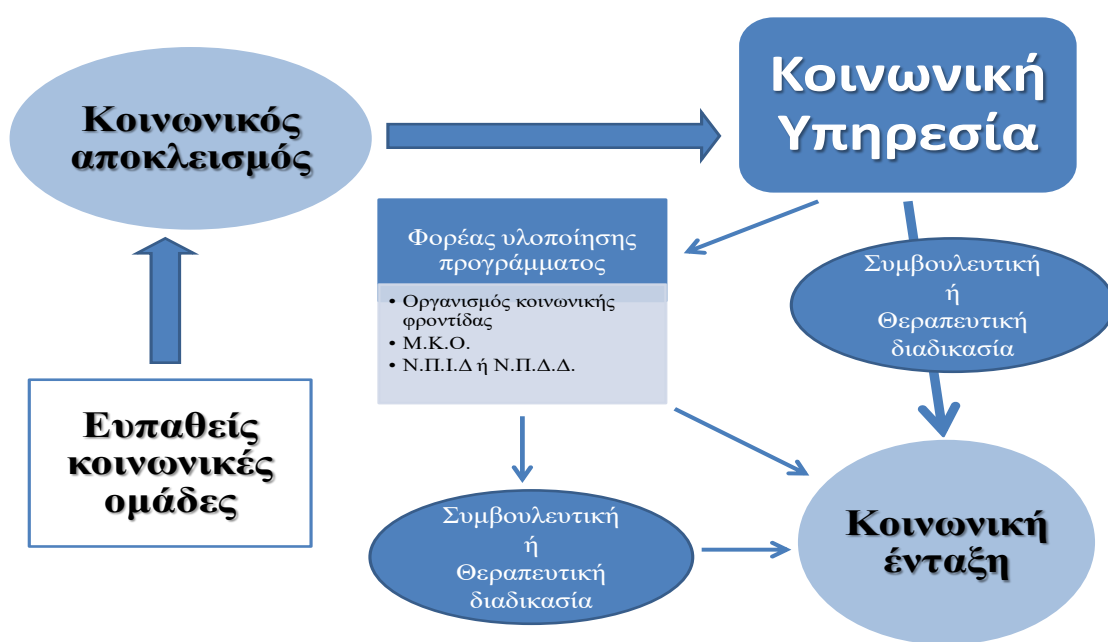 Κοινωνικός
αποκλεισμός
Κοινωνική
Υπηρεσία
Φορέας υλοποίησης
προγράμματος
• Οργανισμός κοινωνικής
φροντίδας
• Μ.Κ.Ο.
• Ν.Π.Ι.Δ ή Ν.Π.Δ.Δ.
Συμβουλευτική
ή
Θεραπευτική
διαδικασία
Ευπαθείς
κοινωνικές
ομάδες
Συμβουλευτική
ή
Θεραπευτική
διαδικασία
Κοινωνική
ένταξη